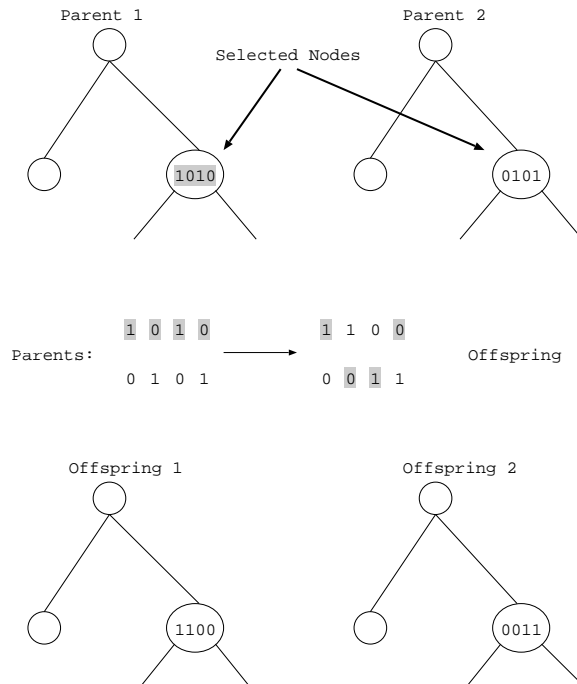 Parent 1
Parent 2
Selected Nodes
1010
0101
1 0 1 0
1 1 0 0
Parents:
Offspring
0 1 0 1
0 0 1 1
Offspring 1
Offspring 2
1100
0011